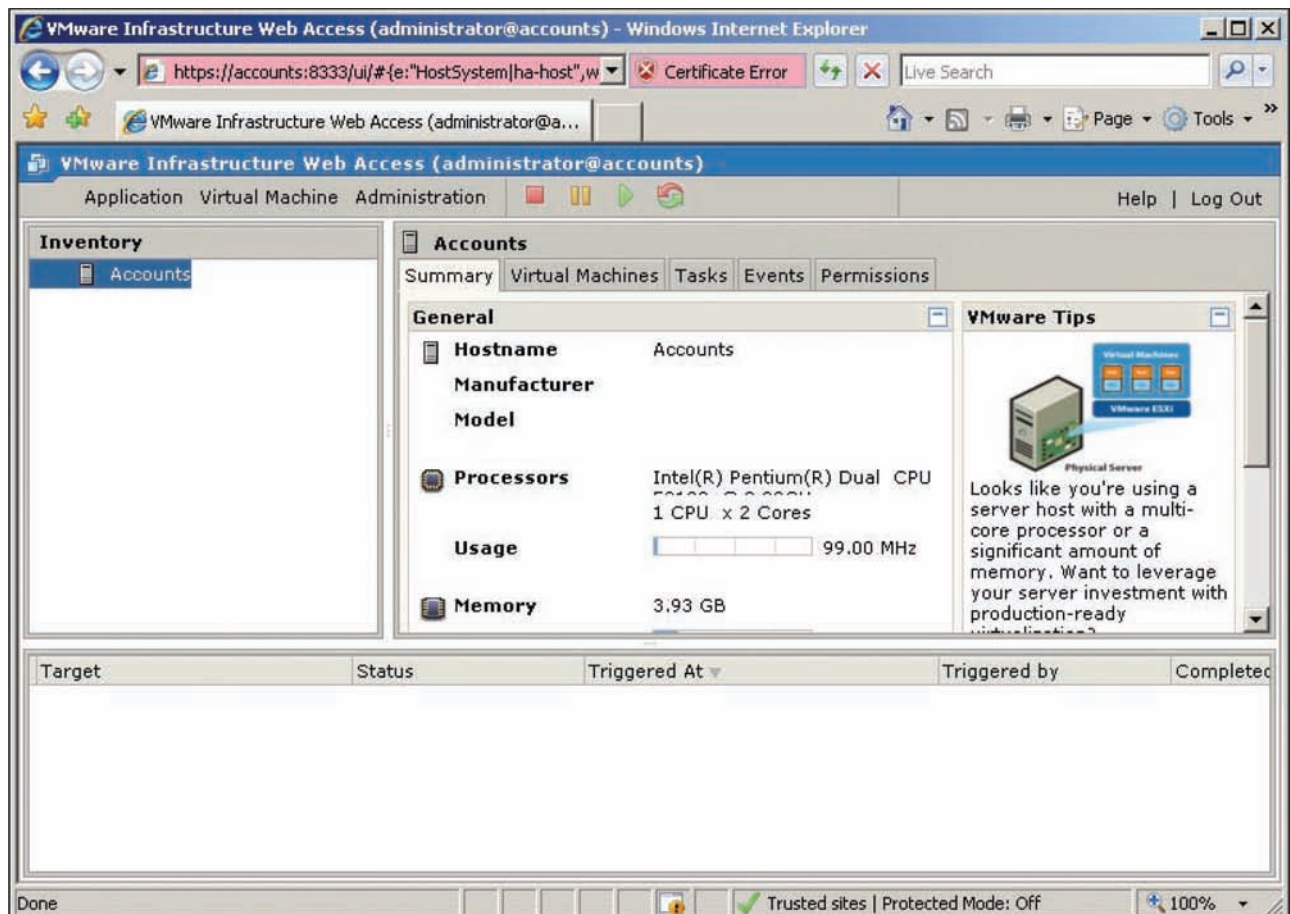 VMware Infrastructure Web Access (administrator@accounts) - Windows Internet Explorer
https://accounts:8333/ui/#{e:"HostSystem|ha-host",w
Certificate Error
Live Search
VMware Infrastructure Web Access (administrator@a...
Page
Tools
»
VMware Infrastructure Web Access (administrator@accounts)
Application Virtual Machine Administration
Help | Log Out
Inventory
Accounts
Accounts
Summary Virtual Machines Tasks Events Permissions
General
Hostname Accounts
Manufacturer
Model
Processors Intel(R) Pentium(R) Dual CPU
1 CPU x 2 Cores
Usage 99.00 MHz
Memory 3.93 GB
VMware Tips
Virtual Machines
VMware ESXi
Physical Server
Looks like you're using a
server host with a multi-
core processor or a
significant amount of
memory. Want to leverage
your server investment with
production-ready
Target Status Triggered At Triggered by Completed
Done
Trusted sites | Protected Mode: Off
100%